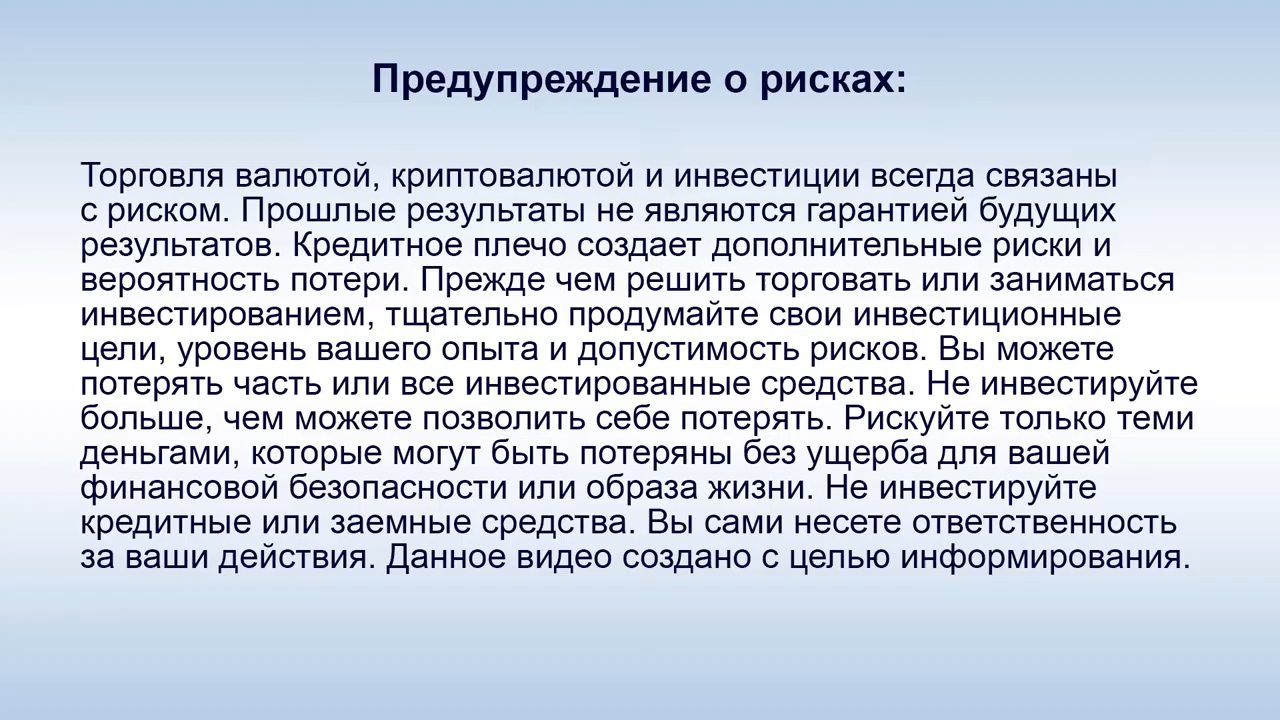 Предупреждение о рисках:
Торговля валютой, криптовалютой и инвестиции всегда связаны
с риском. Прошлые результаты не являются гарантией будущих
результатов. Кредитное плечо создает дополнительные риски и
вероятность потери. Прежде чем решить торговать или заниматься
инвестированием, тщательно продумайте свои инвестиционные
цели, уровень вашего опыта и допустимость рисков. Вы можете
потерять часть или все инвестированные средства. Не инвестируйте
больше, чем можете позволить себе потерять. Рискуйте только теми
деньгами, которые могут быть потеряны без ущерба для вашей
финансовой безопасности или образа жизни. Не инвестируйте
кредитные или заемные средства. Вы сами несете ответственность
за ваши действия. Данное видео создано с целью информирования.